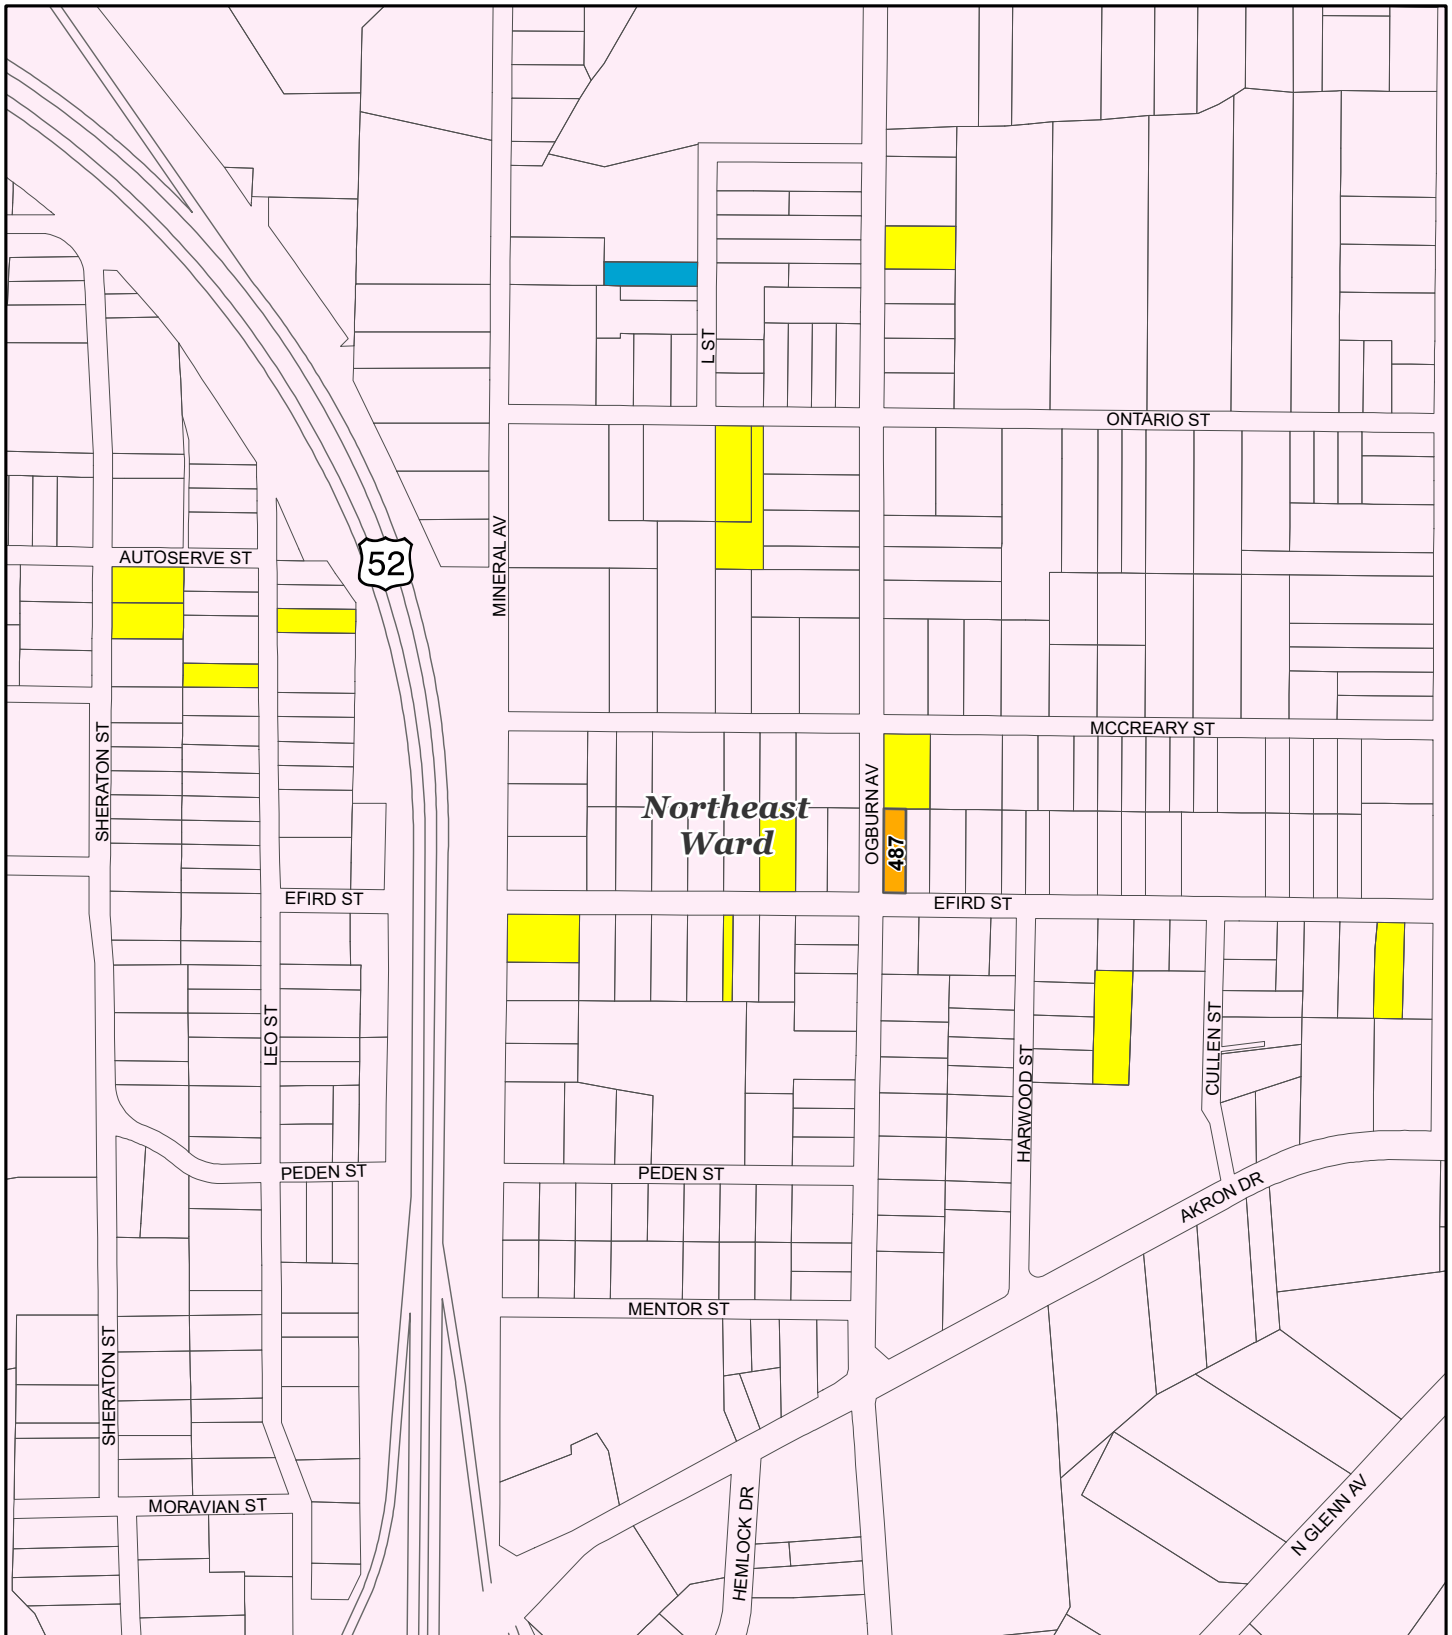 L ST
ONTARIO ST
MINERAL AV
52
AUTOSERVE ST
SHERATON ST
MCCREARY ST
OGBURN AV
Northeast
Ward
487
EFIRD ST
EFIRD ST
LEO ST
HARWOOD ST
CULLEN ST
PEDEN ST
PEDEN ST
AKRON DR
MENTOR ST
SHERATON ST
MORAVIAN ST
HEMLOCK DR
N GLENN AV